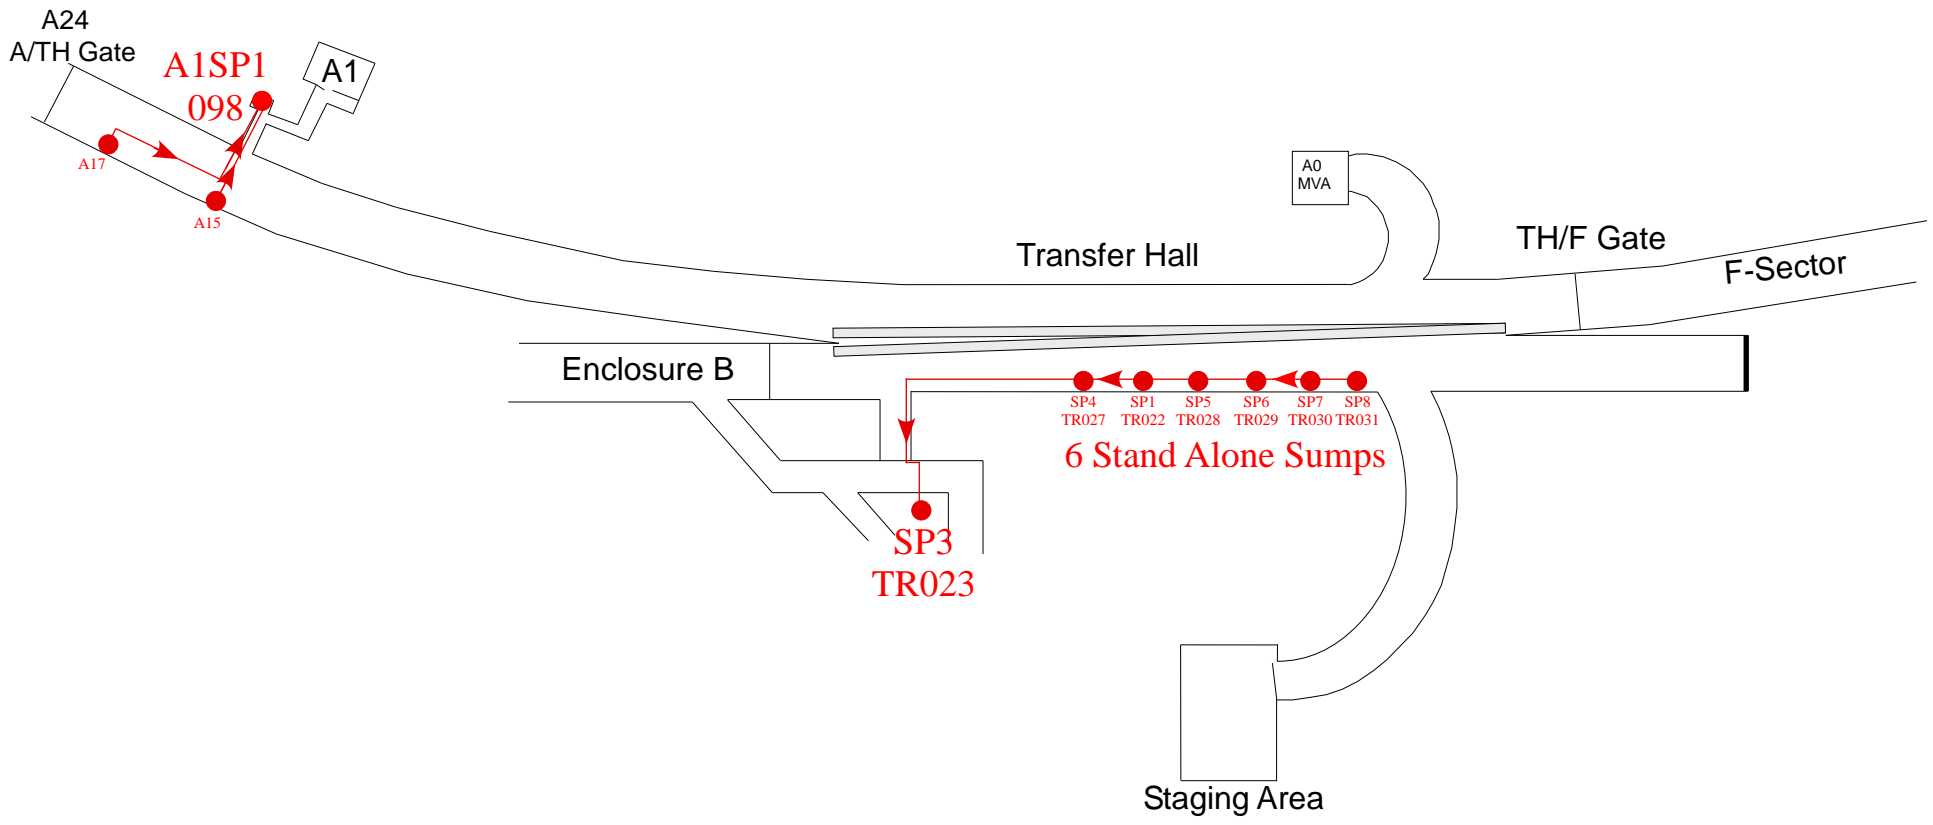 A24
A/TH Gate
A1SP1
098
A1
A17
A15
A0
MVA
Transfer Hall
TH/F Gate
F-Sector
Enclosure B
SP4
TR027
SP1
TR022
SP5
TR028
SP6
TR029
SP7
TR030
SP8
TR031
6 Stand Alone Sumps
SP3
TR023
Staging Area